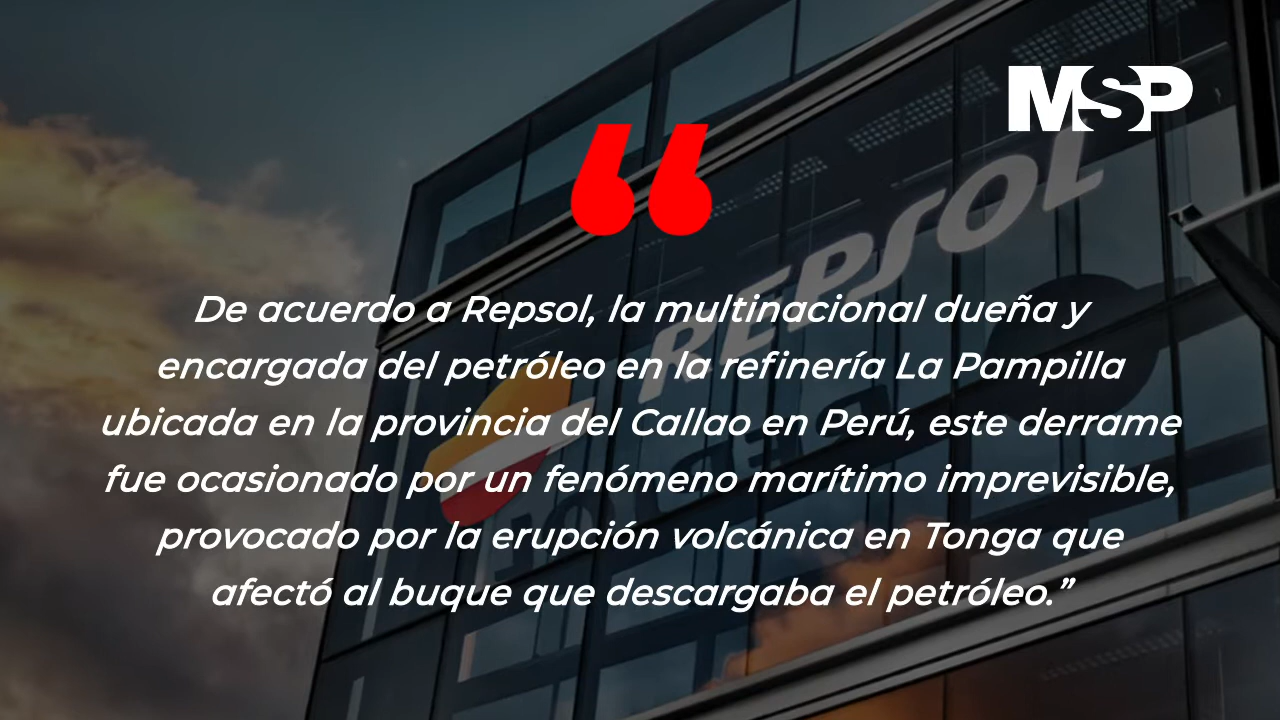 MSP
REPSOL
“
De acuerdo a Repsol, la multinacional dueña y
encargada del petróleo en la refinería La Pampilla
ubicada en la provincia del Callao en Perú, este derrame
fue ocasionado por un fenómeno marítimo imprevisible,
provocado por la erupción volcánica en Tonga que
afectó al buque que descargaba el petróleo.”